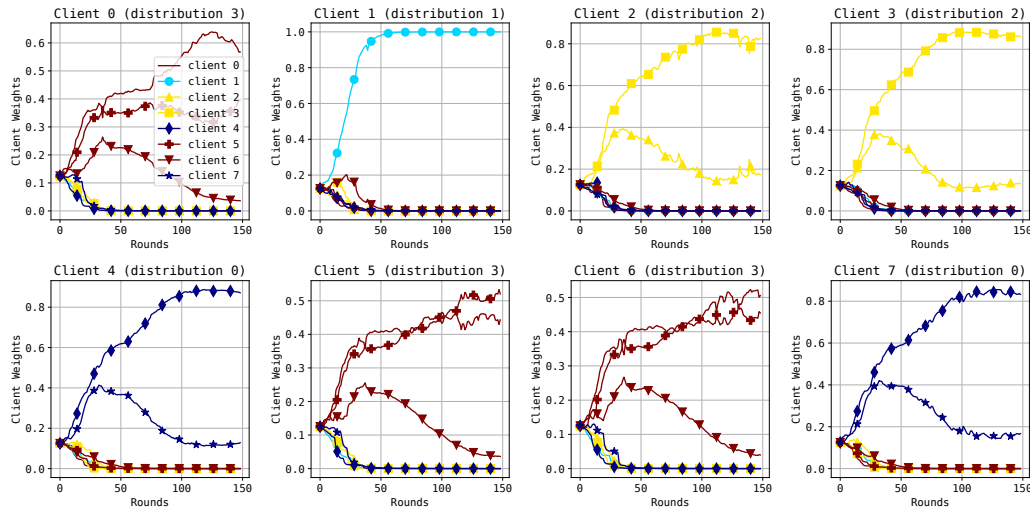 Client 0 (distribution 3)
Client Weights
0.6
0.5
0.4
0.3
0.2
0.1
0.0
client 0
client 1
client 2
client 3
client 4
client 5
client 6
client 7
0 50 100 150
Rounds
Client 1 (distribution 1)
Client Weights
1.0
0.8
0.6
0.4
0.2
0.0
0 50 100 150
Rounds
Client 2 (distribution 2)
Client Weights
0.8
0.6
0.4
0.2
0.0
0 50 100 150
Rounds
Client 3 (distribution 2)
Client Weights
0.8
0.6
0.4
0.2
0.0
0 50 100 150
Rounds
Client 4 (distribution 0)
Client Weights
0.8
0.6
0.4
0.2
0.0
0 50 100 150
Rounds
Client 5 (distribution 3)
Client Weights
0.5
0.4
0.3
0.2
0.1
0.0
0 50 100 150
Rounds
Client 6 (distribution 3)
Client Weights
0.5
0.4
0.3
0.2
0.1
0.0
0 50 100 150
Rounds
Client 7 (distribution 0)
Client Weights
0.8
0.6
0.4
0.2
0.0
0 50 100 150
Rounds